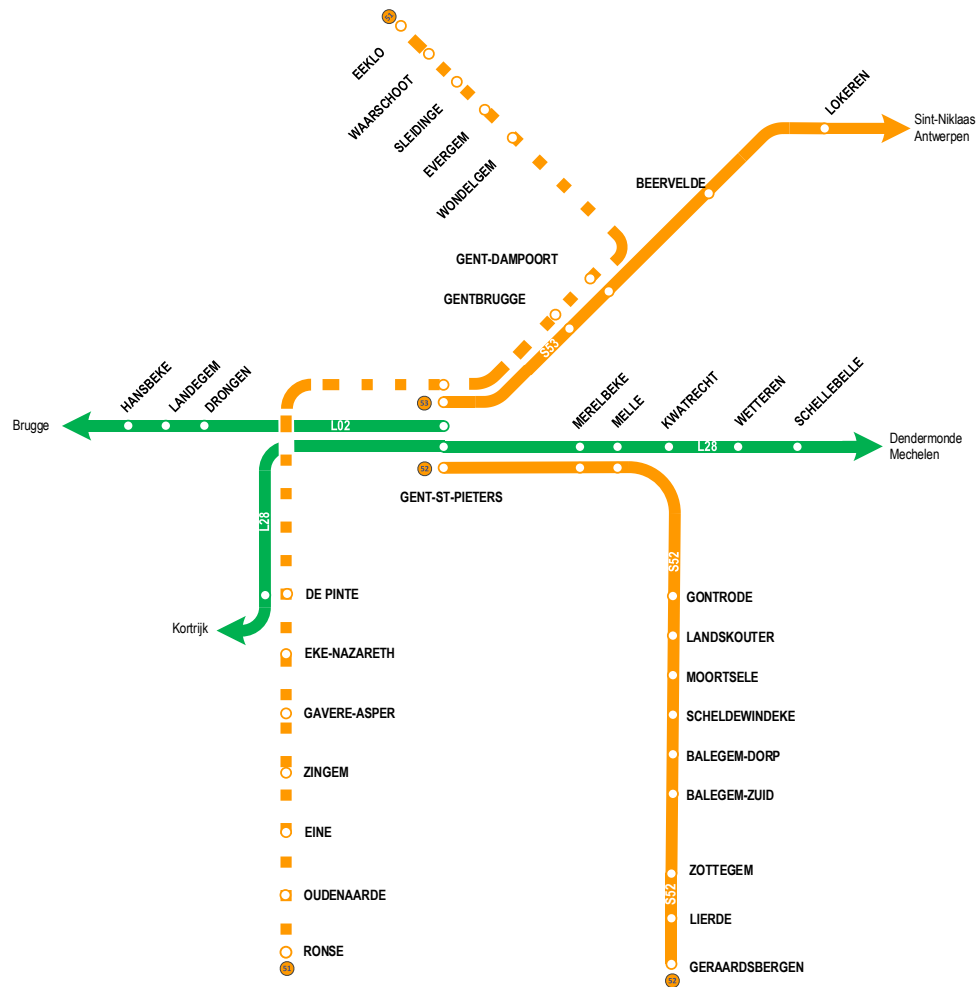 51
EEKLO
WAARSCHOOT
SLEIDINGE
EVERGEM
WONDELGEM
LOKEREN
Sint-Niklaas
Antwerpen
BEERVELDE
GENT-DAMPOORT
GENTBRUGGE
S53
53
HANSBEKE
LANDEGEM
DRONGEN
Brugge
L02
MERELBEKE
MELLE
KWATRECHT
WETTEREN
SCHELLEBELLE
L28
Dendermonde
Mechelen
52
GENT-ST-PIETERS
L28
Kortrijk
S52
DE PINTE
EKE-NAZARETH
GAVERE-ASPER
ZINGEM
EINE
OUDENAARDE
RONSE
51
GONTRODE
LANDSKOUTER
MOORTSELE
SCHELDEWINDEKE
BALEGEM-DORP
BALEGEM-ZUID
ZOTTEGEM
S52
LIERDE
GERAARDSBERGEN
52